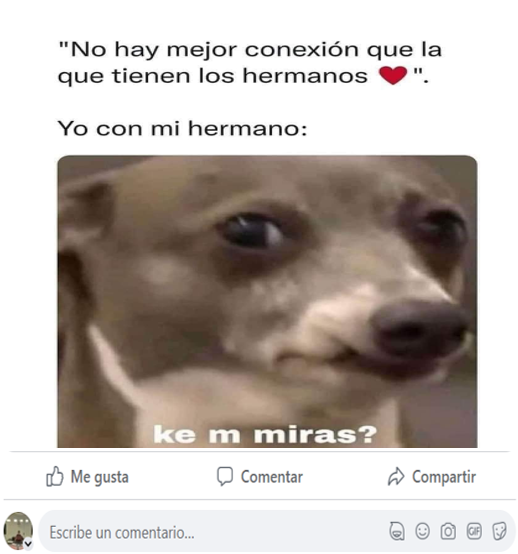 "No hay mejor conexión que la
que tienen los hermanos ❤️".
Yo con mi hermano:
ke m miras?
Me gusta Comentar Compartir
Escribe un comentario... GIF